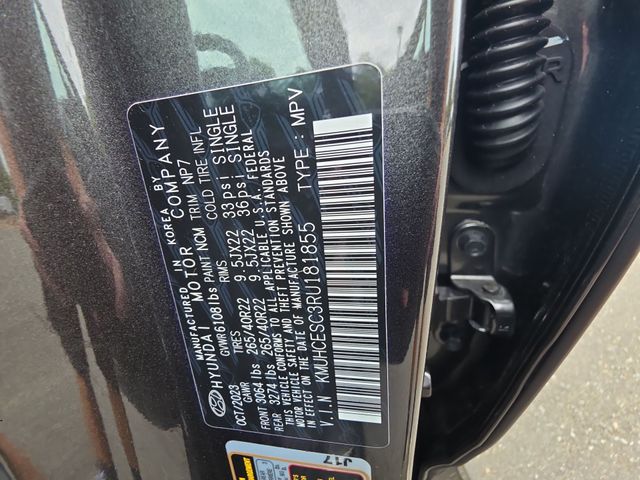 MANUFACTURED IN KOREA BY
HYUNDAI MOTOR COMPANY
OCT/2023 GVWR 6108 lbs PAINT NCM TRIM NP7
GAWR TIRES RIMS COLD TIRE INFL
FRONT 3064 lbs 265/40R22 9.5JX22 33psi SINGLE
REAR 3274 lbs 265/40R22 9.5JX22 36psi SINGLE
THIS VEHICLE CONFORMS TO ALL APPLICABLE U.S.A. FEDERAL
MOTOR VEHICLE SAFETY AND THEFT PREVENTION STANDARDS
IN EFFECT ON THE DATE OF MANUFACTURE SHOWN ABOVE
V.I.N KMUHCESC3RU181855 TYPE : MPV
J17
R